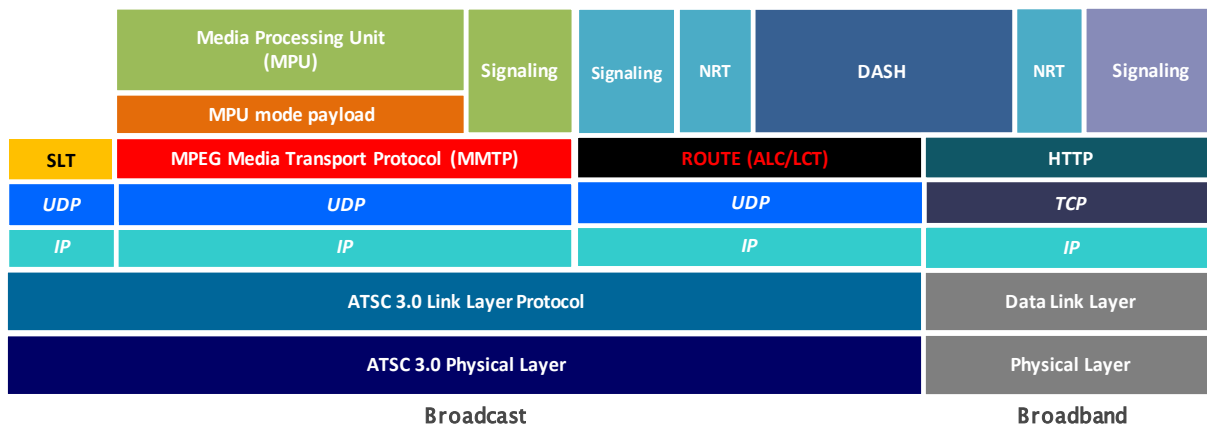 Media Processing Unit
(MPU)
Signaling
Signaling
NRT
DASH
NRT
Signaling
MPU mode payload
SLT
MPEG Media Transport Protocol (MMTP)
ROUTE (ALC/LCT)
HTTP
UDP
UDP
UDP
TCP
IP
IP
IP
IP
ATSC 3.0 Link Layer Protocol
Data Link Layer
ATSC 3.0 Physical Layer
Physical Layer
Broadcast
Broadband